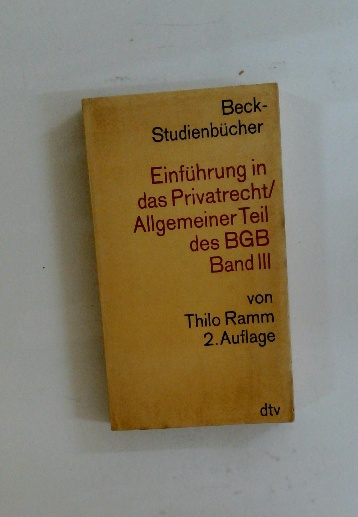 Beck-
Studienbücher
Einführung in
das Privatrecht/
Allgemeiner Teil
des BGB
Band III
von
Thilo Ramm
2. Auflage
dtv